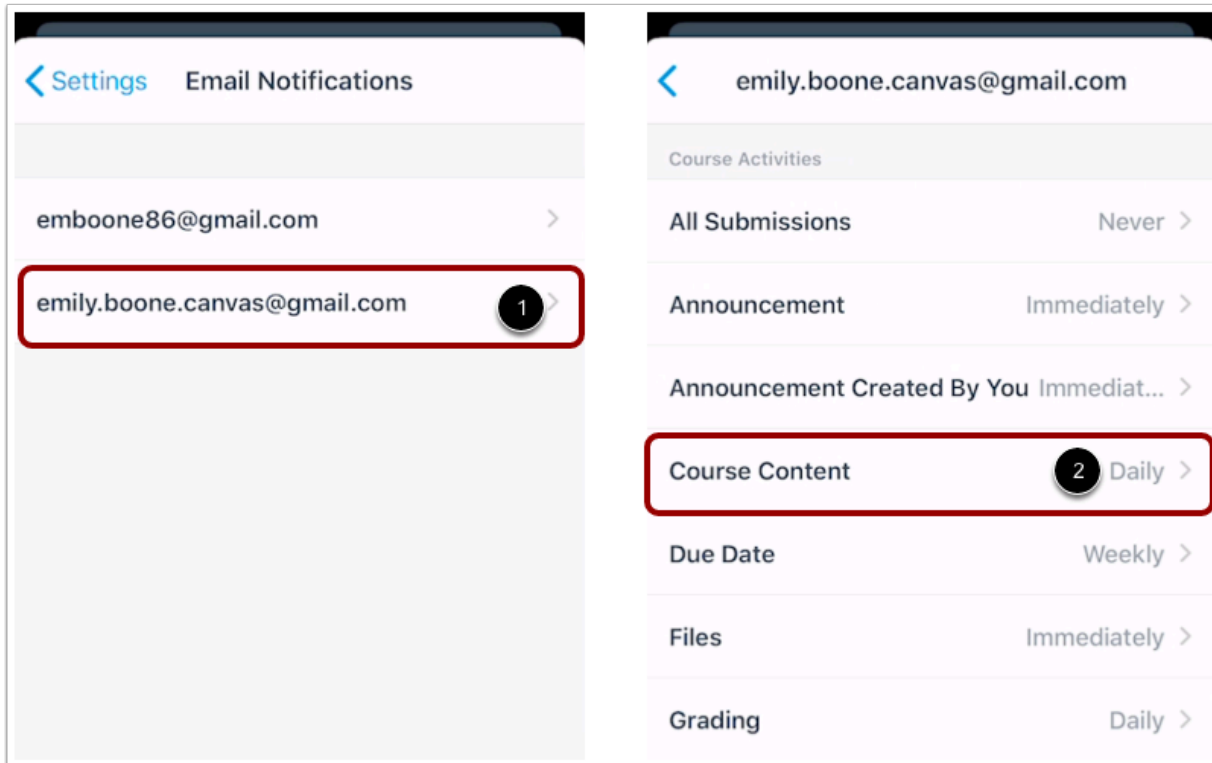 Settings Email Notifications
emboone86@gmail.com
emily.boone.canvas@gmail.com 1
emily.boone.canvas@gmail.com
Course Activities
All Submissions Never
Announcement Immediately
Announcement Created By You Immediat...
Course Content 2 Daily
Due Date Weekly
Files Immediately
Grading Daily